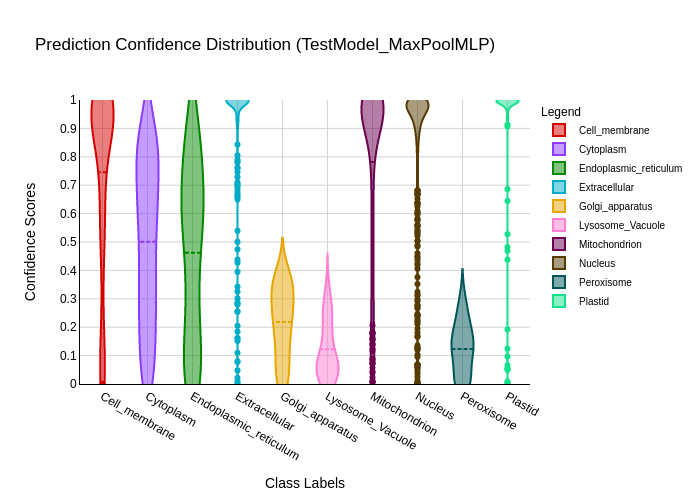 Prediction Confidence Distribution (TestModel_MaxPoolMLP)
Legend
Cell_membrane
Cytoplasm
Endoplasmic_reticulum
Extracellular
Golgi_apparatus
Lysosome_Vacuole
Mitochondrion
Nucleus
Peroxisome
Plastid
Confidence Scores
1
0.9
0.8
0.7
0.6
0.5
0.4
0.3
0.2
0.1
0
Cell_membrane
Cytoplasm
Endoplasmic_reticulum
Extracellular
Golgi_apparatus
Lysosome_Vacuole
Mitochondrion
Nucleus
Peroxisome
Plastid
Class Labels